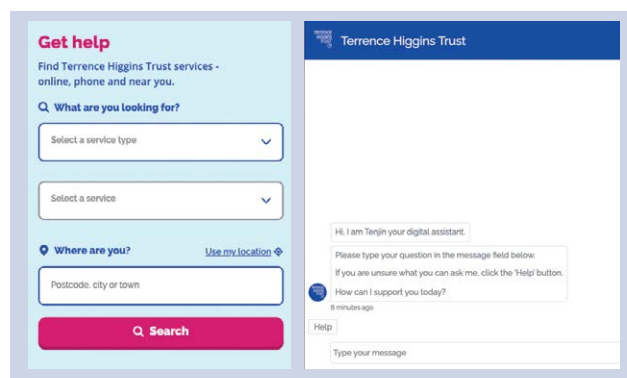 Get help
Find Terrence Higgins Trust services -
online, phone and near you.
What are you looking for?
Select a service type
Select a service
Where are you?
Use my location
Postcode, city or town
Search
Terrence Higgins Trust
Hi, I am Tenjin your digital assistant.
Please type your question in the message field below.
If you are unsure what you can ask me, click the 'Help' button.
How can I support you today?
8 minutes ago
Help
Type your message